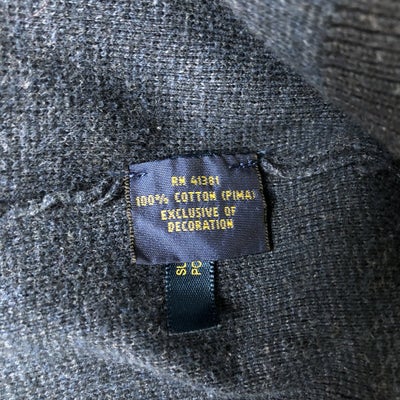 RN 41381
100% COTTON (PIMA)
EXCLUSIVE OF
DECORATION